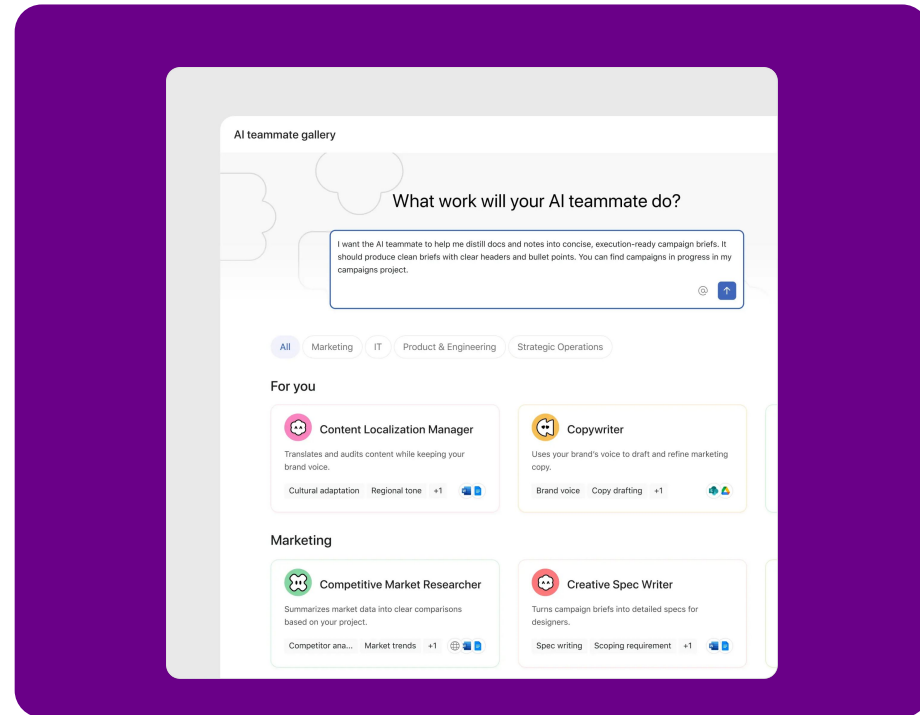 AI teammate gallery
What work will your AI teammate do?
I want the AI teammate to help me distill docs and notes into concise, execution-ready campaign briefs. It
should produce clean briefs with clear headers and bullet points. You can find campaigns in progress in my
campaigns project.
All Marketing IT Product & Engineering Strategic Operations
For you
Content Localization Manager
Translates and audits content while keeping your
brand voice.
Cultural adaptation Regional tone +1
Copywriter
Uses your brand's voice to draft and refine marketing
copy.
Brand voice Copy drafting +1
Marketing
Competitive Market Researcher
Summarizes market data into clear comparisons
based on your project.
Competitor ana... Market trends +1
Creative Spec Writer
Turns campaign briefs into detailed specs for
designers.
Spec writing Scoping requirement +1